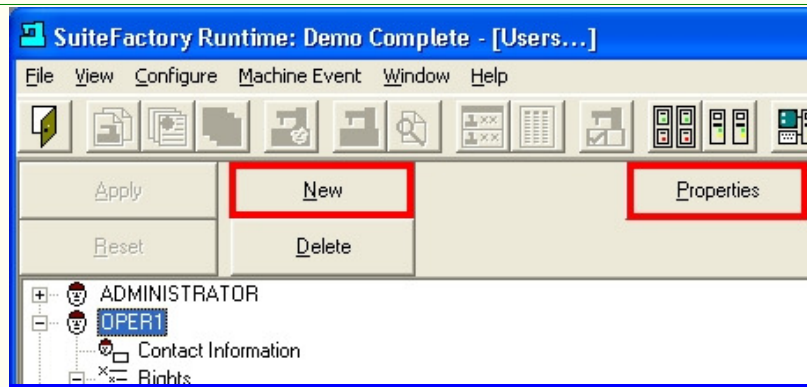 SuiteFactory Runtime: Demo Complete - [Users...]
File View Configure Machine Event Window Help
Apply New Properties
Reset Delete
ADMINISTRATOR
OPER1
Contact Information
Rights